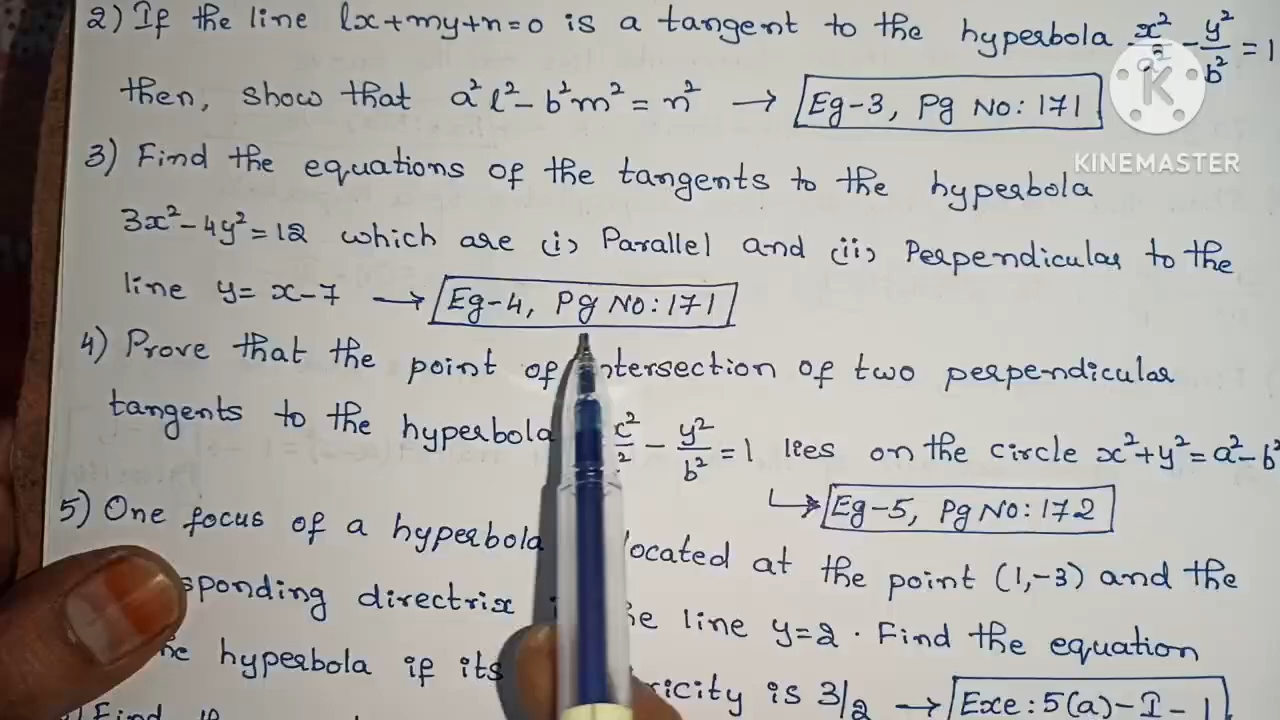 2) If the line lx+my+n=0 is a tangent to the hyperbola x²/a² - y²/b² = 1
then, show that a²l² - b²m² = n² → Eg-3, Pg No: 171
K
KINEMASTER
3) Find the equations of the tangents to the hyperbola
3x² - 4y² = 12 which are (i) Parallel and (ii) Perpendicular to the
line y = x-7 → Eg-4, Pg No: 171
4) Prove that the point of intersection of two perpendicular
tangents to the hyperbola x²/ ² - y²/b² = 1 lies on the circle x²+y² = a²-b²
↳ Eg-5, Pg No: 172
5) One focus of a hyperbola located at the point (1,-3) and the
sponding directrix line y=2. Find the equation
hyperbola if its ricity is 3/2 → Exe: 5(a)-I-1
Find